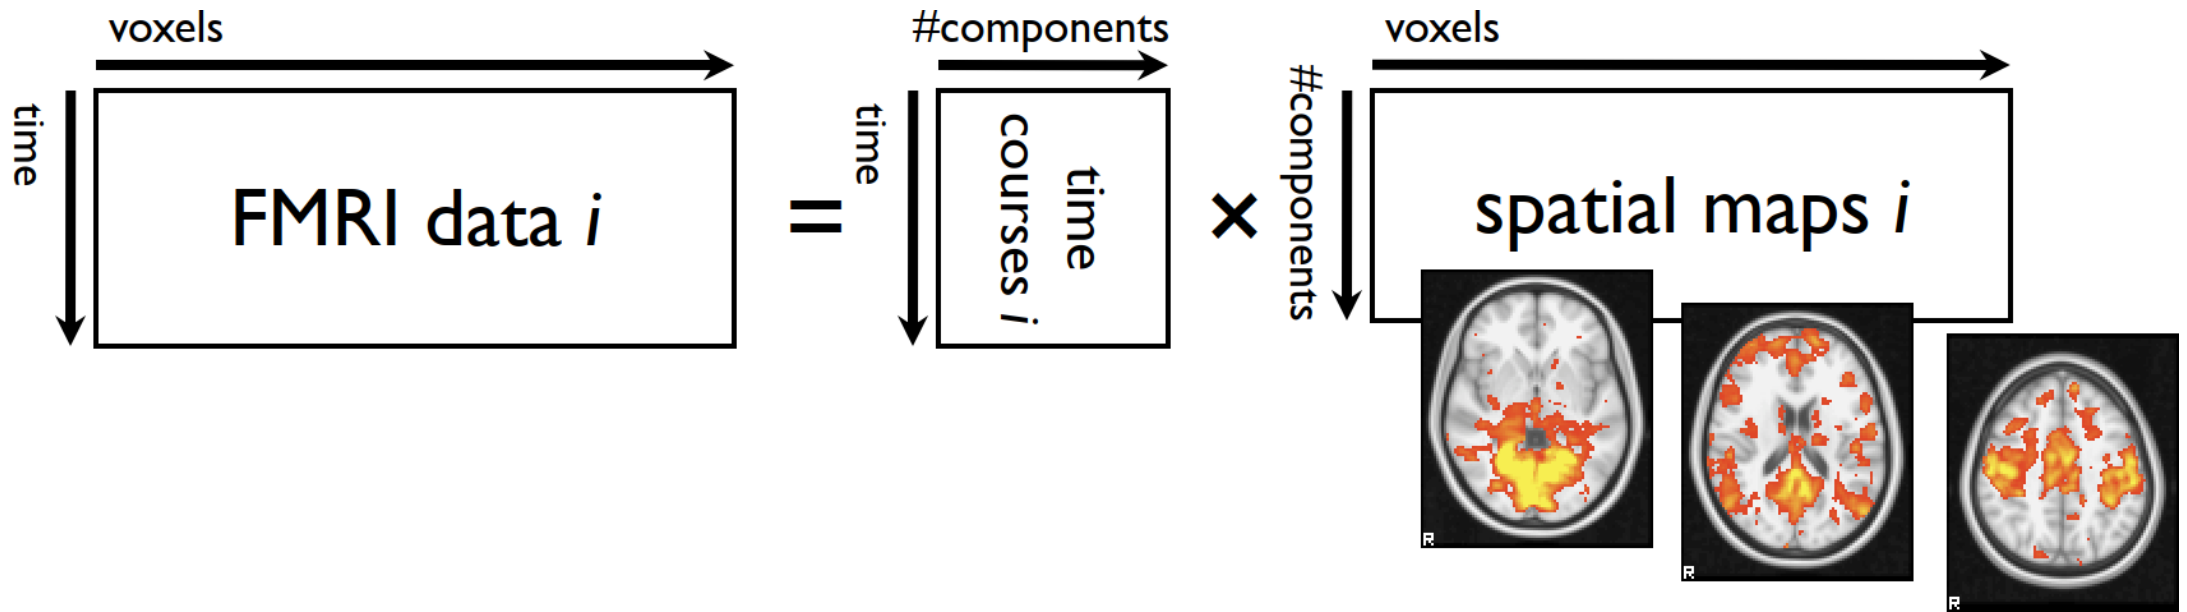 voxels
time
FMRI data i
=
#components
time
time
courses i
×
voxels
#components
spatial maps i
R
R
R